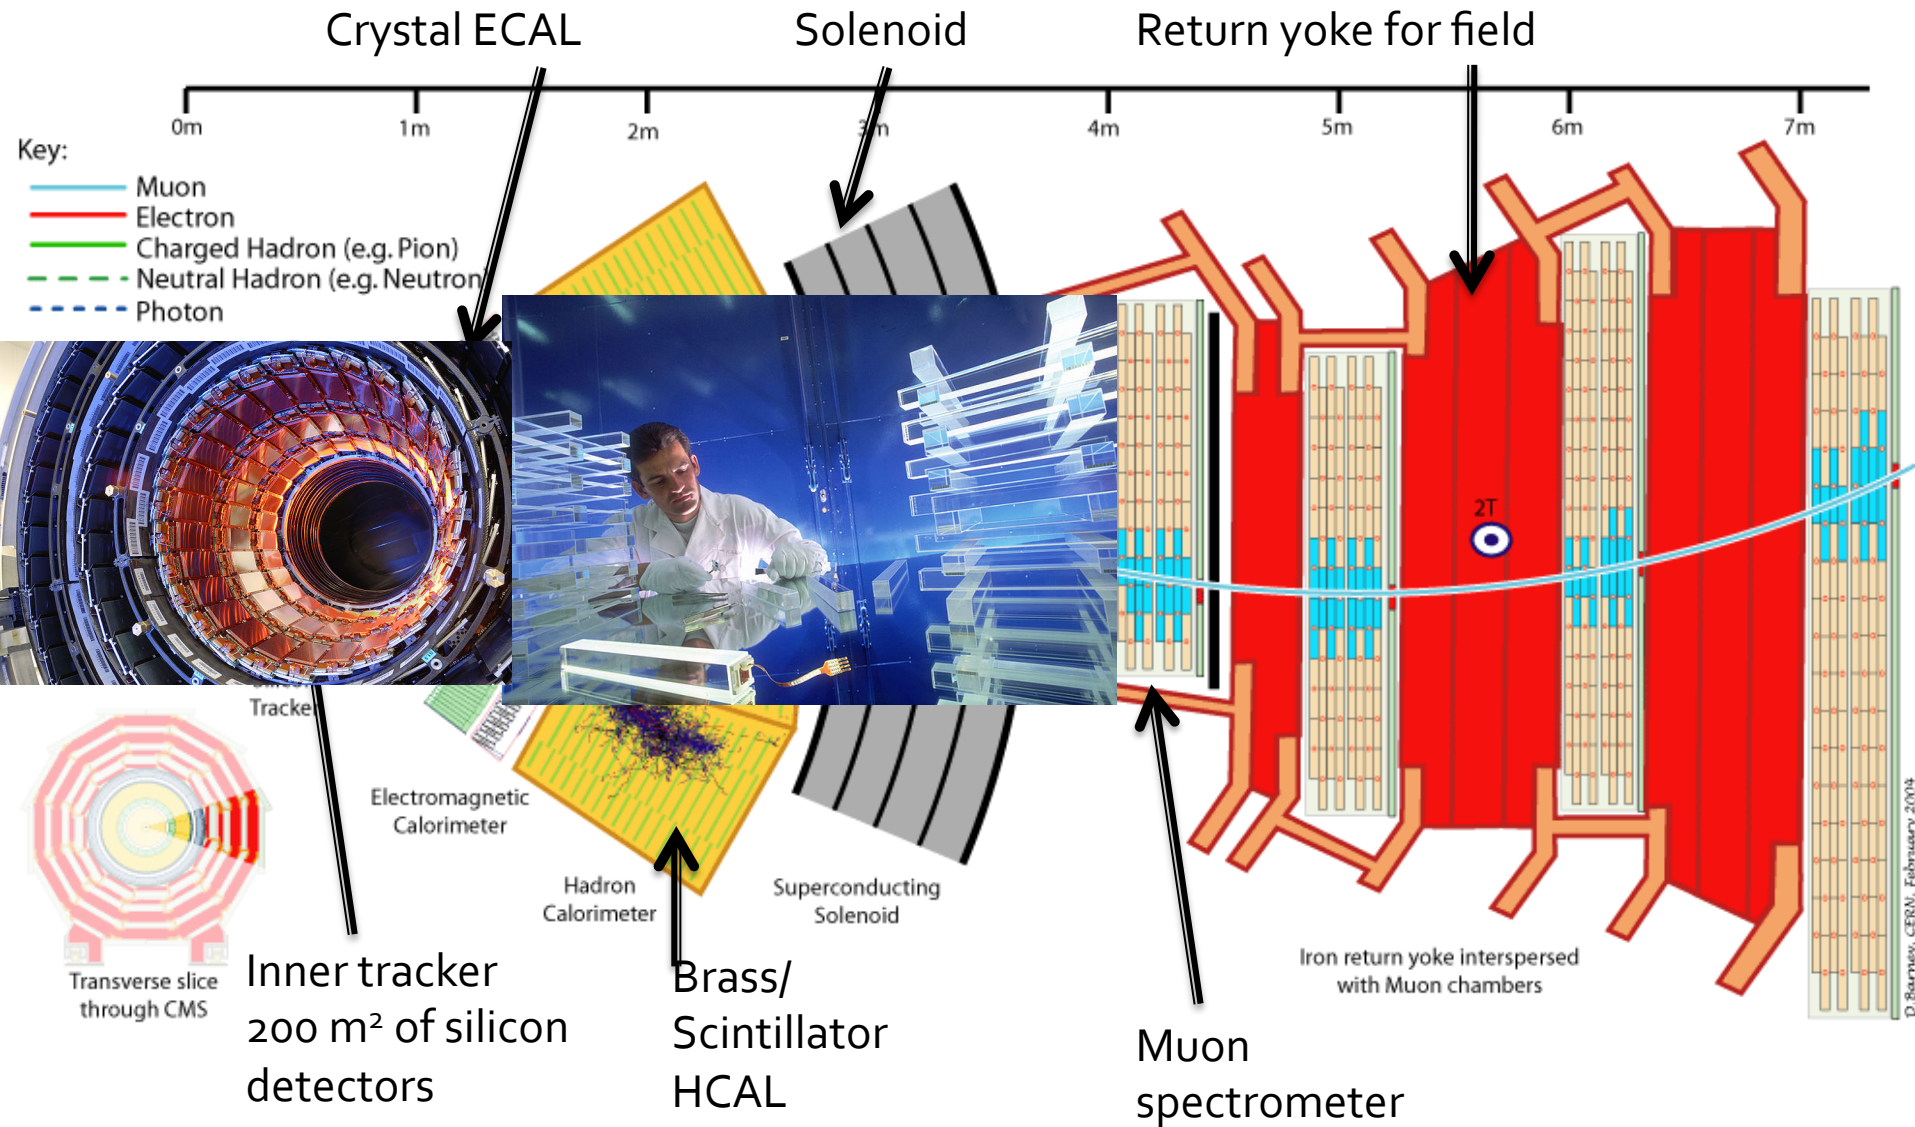 Crystal ECAL
Solenoid
Return yoke for field
0m
1m
2m
3m
4m
5m
6m
7m
Key:
Muon
Electron
Charged Hadron (e.g. Pion)
Neutral Hadron (e.g. Neutron)
Photon
2T
Tracker
Electromagnetic
Calorimeter
Hadron
Calorimeter
Superconducting
Solenoid
Iron return yoke interspersed
with Muon chambers
Transverse slice
through CMS
Inner tracker
200 m² of silicon
detectors
Brass/
Scintillator
HCAL
Muon
spectrometer
D.Barney, CERN, February 2004